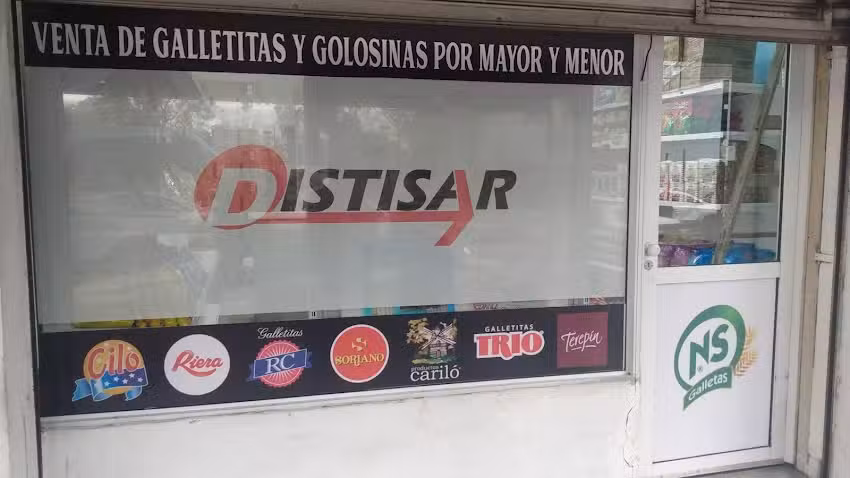 VENTA DE GALLETITAS Y GOLOSINAS POR MAYOR Y MENOR
DISTISAR
Cilo
Riera
Galletitas
RC
S
SORIANO
productos
cariló
GALLETITAS
TRIO
Terepin
NS
Galletas